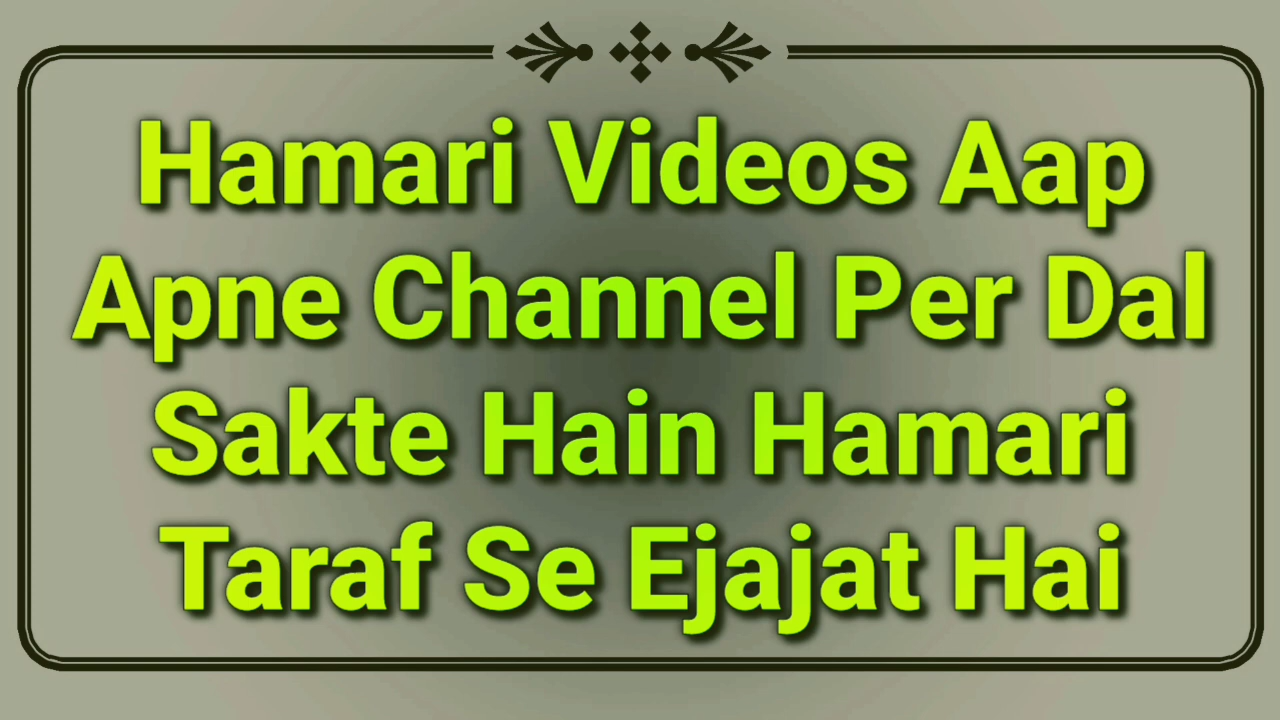 Hamari Videos Aap
Apne Channel Per Dal
Sakte Hain Hamari
Taraf Se Ejajat Hai